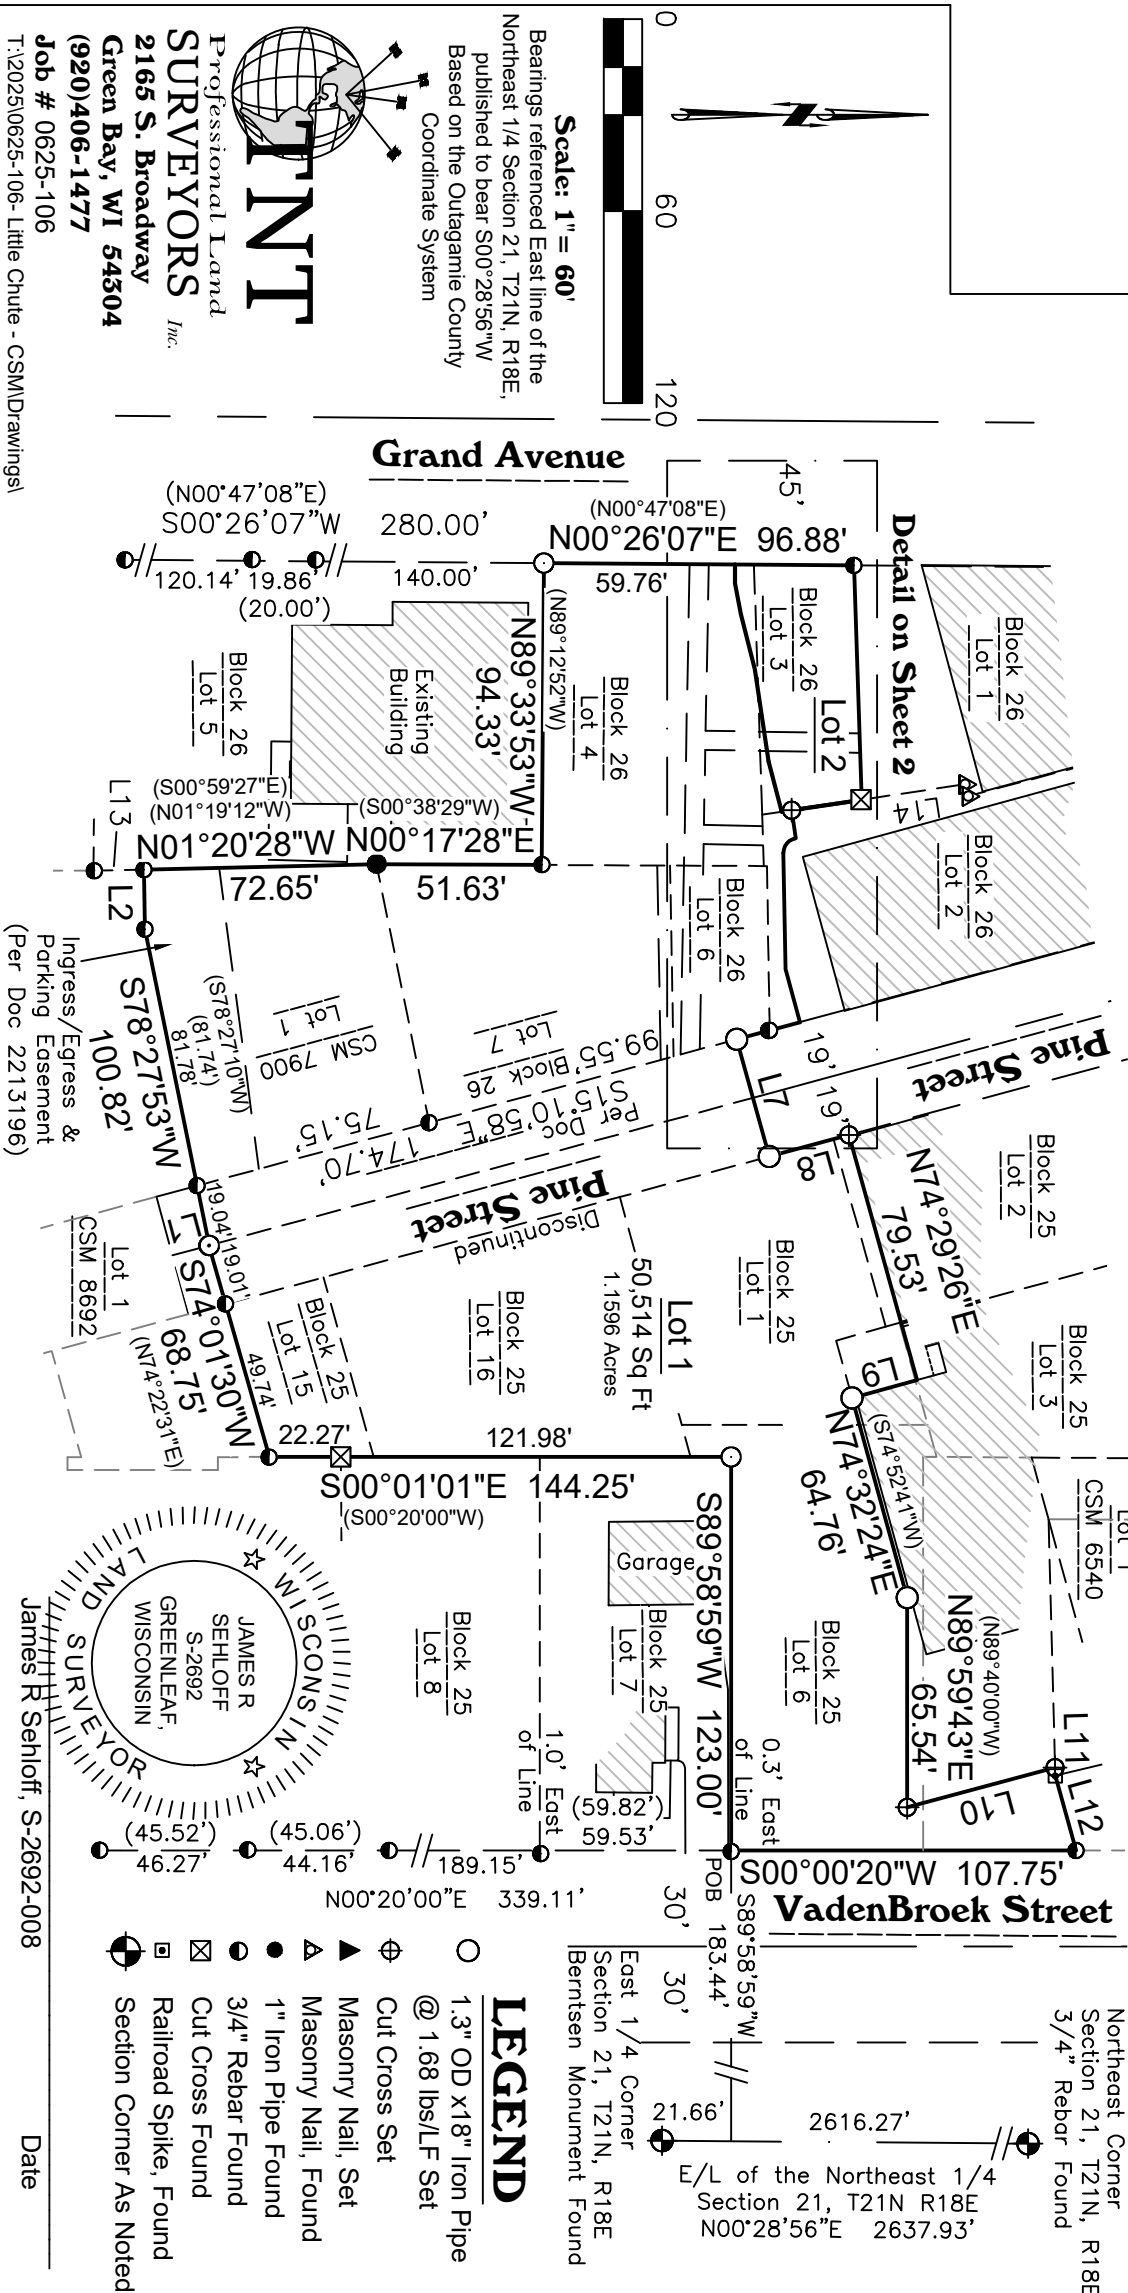 0
60
120
Scale: 1"= 60'
Bearings referenced East line of the
Northeast 1/4 Section 21, T21N, R18E,
published to bear S00°28'56"W
Based on the Outagamie County
Coordinate System
TNT
Professional Land
SURVEYORS Inc.
2165 S. Broadway
Green Bay, WI 54304
(920)406-1477
Job # 0625-106
T:\2025\0625-106- Little Chute - CSM\Drawings\
Grand Avenue
(N00°47'08"E)
S00°26'07"W 280.00'
120.14' 19.86'
(20.00')
140.00'
(N00°47'08"E)
N00°26'07"E 96.88'
59.76'
45'
Detail on Sheet 2
Block 26
Lot 1
Block 26
Lot 2
Block 26
Lot 3
Lot 2
L14
Block 26
Lot 4
(N89°12'52"W)
N89°33'53"W
94.33'
Existing
Building
Block 26
Lot 5
Block 26
Lot 6
(S00°59'27"E)
(N01°19'12"W)
N01°20'28"W
72.65'
(S00°38'29"W)
N00°17'28"E
51.63'
L13
L2
Ingress/Egress &
Parking Easement
(Per Doc 2213196)
S78°27'53"W
100.82'
81.78'
(81.74')
(S78°27'10"W)
CSM 7900
Lot 1
Block 26
Lot 7
99.55'
S15°10'58"E
174.70'
75.15'
Per Doc
Discontinued
Pine Street
Pine Street
19'
19'
L7
L8
Block 25
Lot 2
N74°29'26"E
79.53'
Block 25
Lot 3
Block 25
Lot 1
L9
(S74°52'41"W)
N74°32'24"E
64.76'
Lot 1
CSM 6540
(N89°40'00"W)
N89°59'43"E
65.54'
L10
L11
L12
Lot 1
50,514 Sq Ft
1.1596 Acres
Block 25
Lot 16
Block 25
Lot 15
19.04'
19.01'
L1
Lot 1
CSM 8692
S74°01'30"W
68.75'
(N74°22'31"E)
49.74'
22.27'
121.98'
S00°01'01"E 144.25'
(S00°20'00"W)
S89°58'59"W 123.00'
Garage
Block 25
Lot 6
Block 25
Lot 7
Block 25
Lot 8
0.3' East
of Line
1.0' East
of Line
(59.82')
59.53'
(45.52')
46.27'
(45.06')
44.16'
189.15'
N00°20'00"E 339.11'
S00°00'20"W 107.75'
VadenBroek Street
POB
S89°58'59"W
183.44'
30'
30'
East 1/4 Corner
Section 21, T21N, R18E
Berntsen Monument Found
21.66'
2616.27'
E/L of the Northeast 1/4
Section 21, T21N R18E
N00°28'56"E 2637.93'
Northeast Corner
Section 21, T21N, R18E
3/4" Rebar Found
WISCONSIN
LAND SURVEYOR
JAMES R
SEHLOFF
S-2692
GREENLEAF,
WISCONSIN
James R Sehloff, S-2692-008
Date
LEGEND
1.3" OD x18" Iron Pipe
@ 1.68 lbs/LF Set
Cut Cross Set
Masonry Nail, Set
Masonry Nail, Found
1" Iron Pipe Found
3/4" Rebar Found
Cut Cross Found
Railroad Spike, Found
Section Corner As Noted